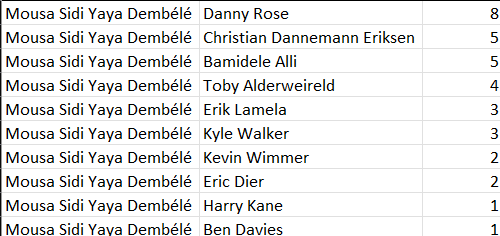 Mousa Sidi Yaya Dembélé Danny Rose 8
Mousa Sidi Yaya Dembélé Christian Dannemann Eriksen 5
Mousa Sidi Yaya Dembélé Bamidele Alli 5
Mousa Sidi Yaya Dembélé Toby Alderweireld 4
Mousa Sidi Yaya Dembélé Erik Lamela 3
Mousa Sidi Yaya Dembélé Kyle Walker 3
Mousa Sidi Yaya Dembélé Kevin Wimmer 2
Mousa Sidi Yaya Dembélé Eric Dier 2
Mousa Sidi Yaya Dembélé Harry Kane 1
Mousa Sidi Yaya Dembélé Ben Davies 1